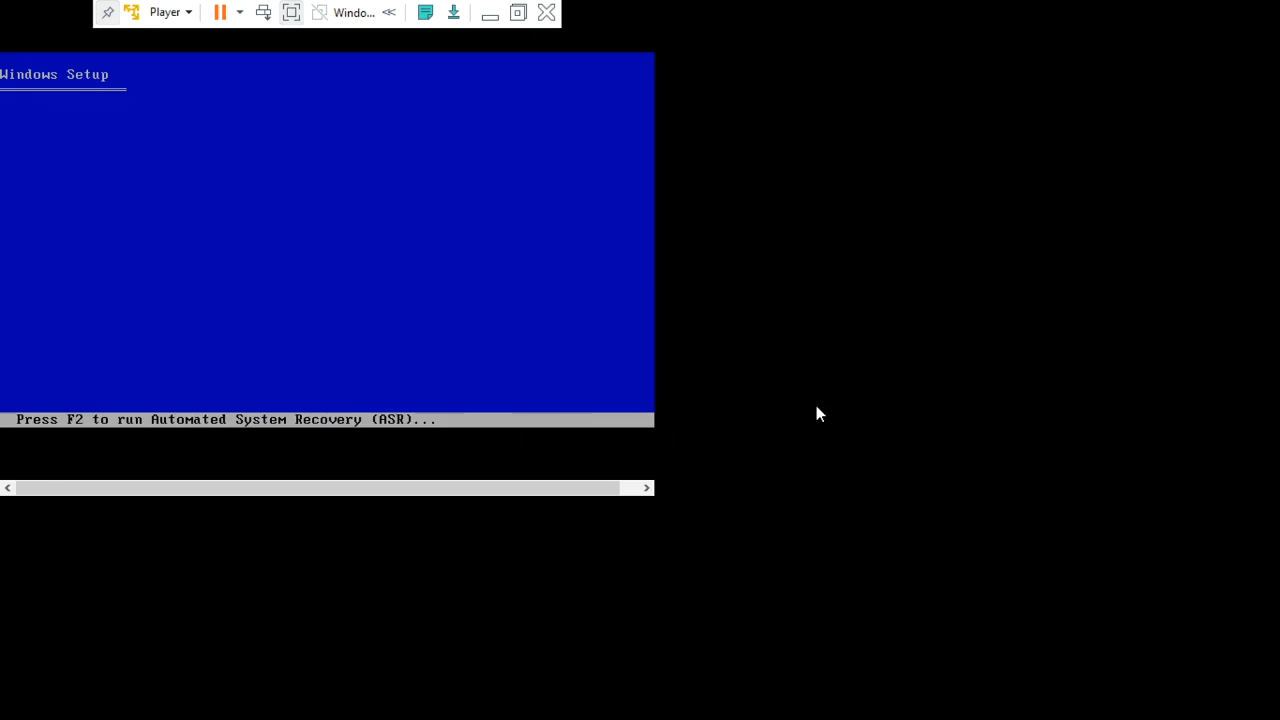 Player
Windo...
Windows Setup
Press F2 to run Automated System Recovery (ASR)...